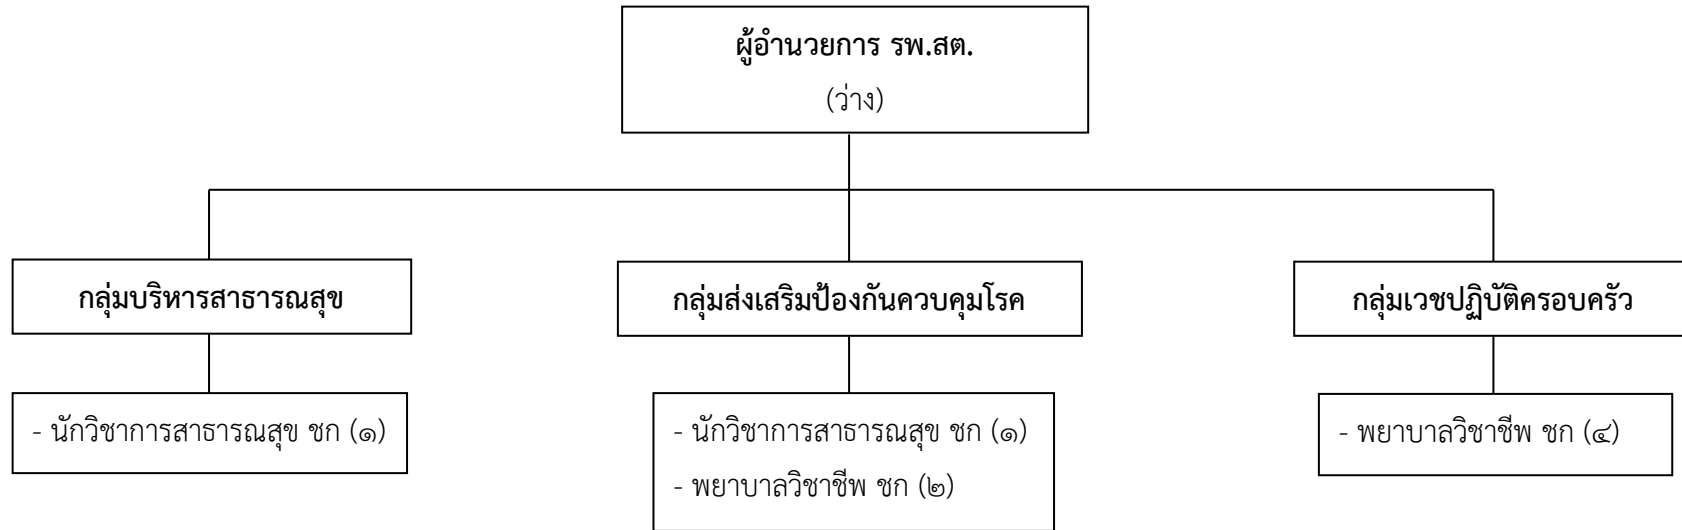 ผู้อำนวยการ รพ.สต.
(ว่าง)
กลุ่มบริหารสาธารณสุข
กลุ่มส่งเสริมป้องกันควบคุมโรค
กลุ่มเวชปฏิบัติครอบครัว
- นักวิชาการสาธารณสุข ชก (๑)
- นักวิชาการสาธารณสุข ชก (๑)
- พยาบาลวิชาชีพ ชก (๒)
- พยาบาลวิชาชีพ ชก (๔)